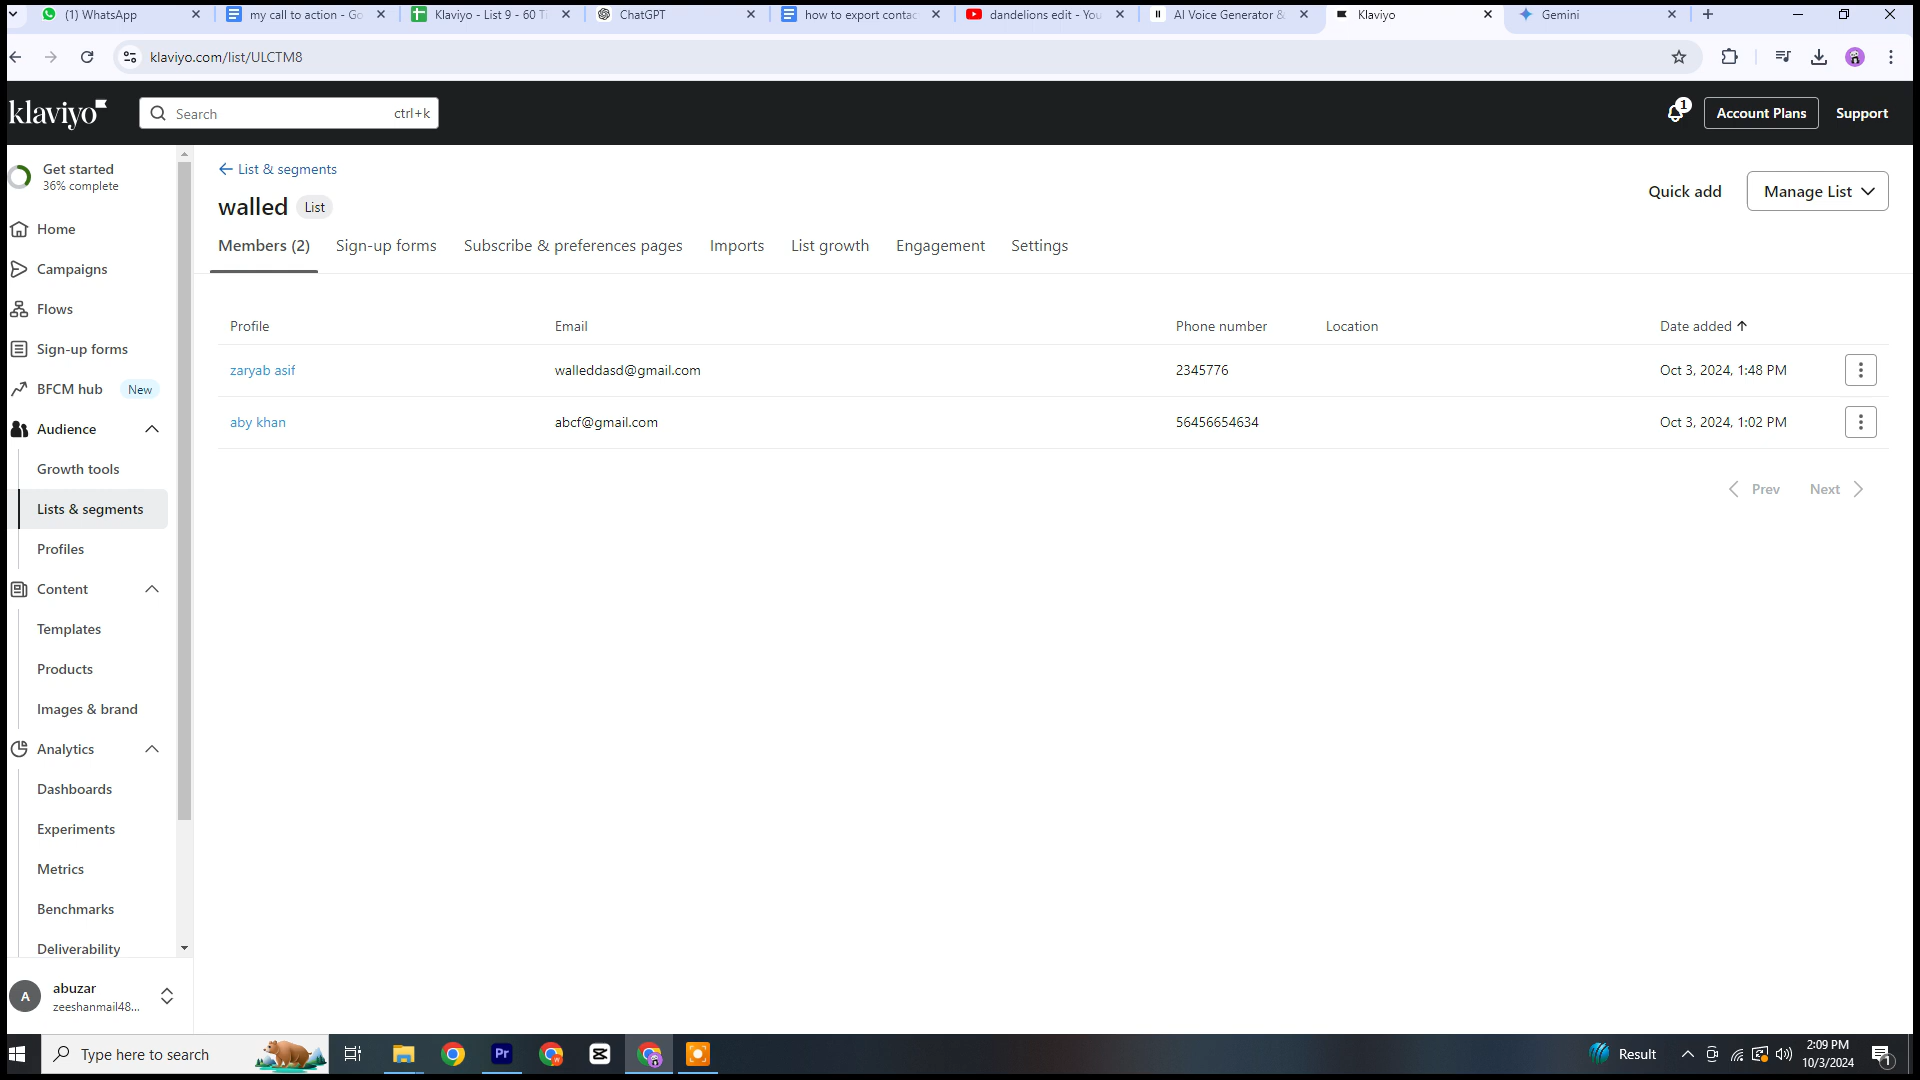 (1) WhatsApp
my call to action - Go
Klaviyo - List 9 - 60 Ti
ChatGPT
how to export contac
dandelions edit - You
AI Voice Generator &
Klaviyo
Gemini
klaviyo.com/list/ULCTM8
klaviyo
Search
ctrl+k
1
Account Plans
Support
Get started
36% complete
Home
Campaigns
Flows
Sign-up forms
BFCM hub New
Audience
Growth tools
Lists & segments
Profiles
Content
Templates
Products
Images & brand
Analytics
Dashboards
Experiments
Metrics
Benchmarks
Deliverability
A
abuzar
zeeshanmail48...
List & segments
walled List
Quick add
Manage List
Members (2) Sign-up forms Subscribe & preferences pages Imports List growth Engagement Settings
Profile Email Phone number Location Date added
zaryab asif walleddasd@gmail.com 2345776 Oct 3, 2024, 1:48 PM
aby khan abcf@gmail.com 56456654634 Oct 3, 2024, 1:02 PM
Prev Next
Type here to search
Pr
Result
2:09 PM
10/3/2024
1